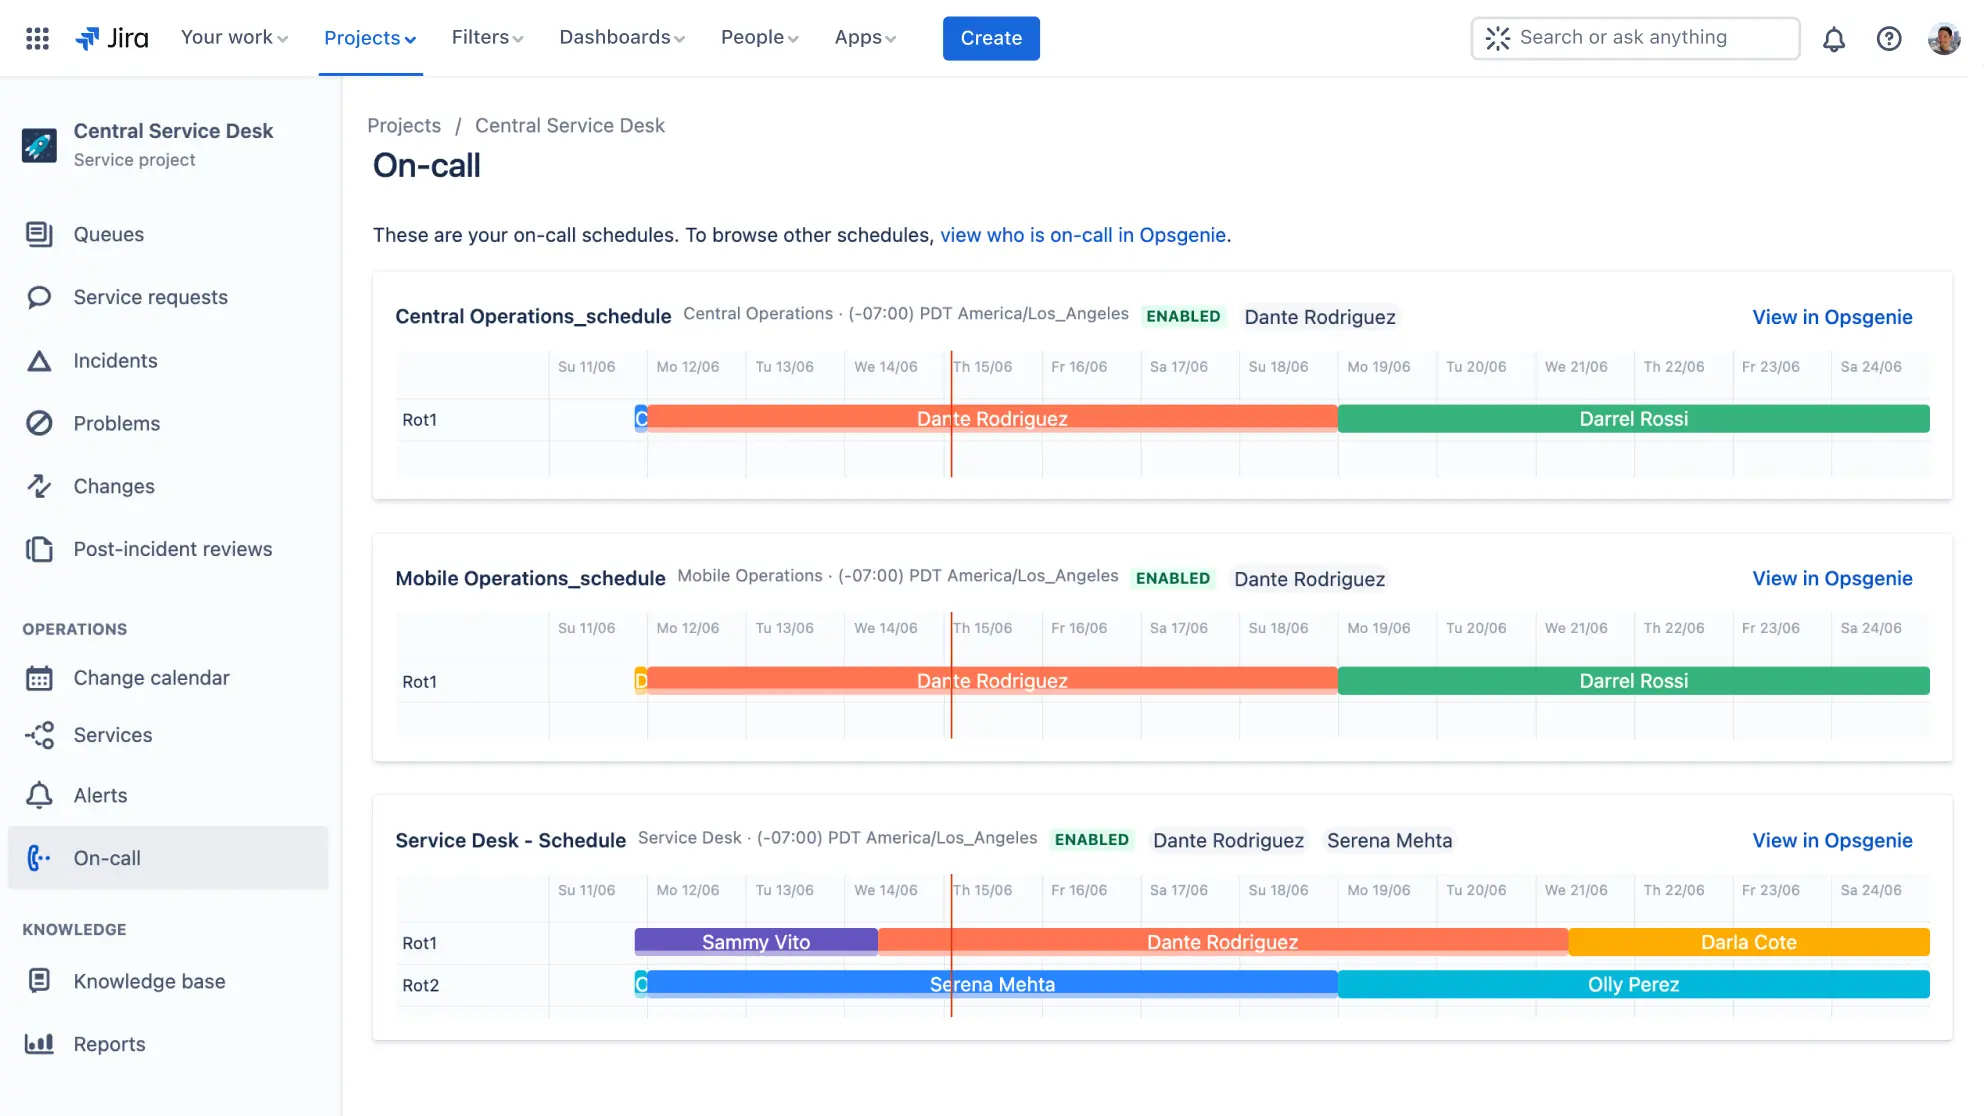 Jira Your work Projects Filters Dashboards People Apps Create Search or ask anything
Central Service Desk
Service project
Queues
Service requests
Incidents
Problems
Changes
Post-incident reviews
OPERATIONS
Change calendar
Services
Alerts
On-call
KNOWLEDGE
Knowledge base
Reports
Projects / Central Service Desk
On-call
These are your on-call schedules. To browse other schedules, view who is on-call in Opsgenie.
Central Operations_schedule Central Operations · (-07:00) PDT America/Los_Angeles ENABLED Dante Rodriguez View in Opsgenie
Su 11/06 Mo 12/06 Tu 13/06 We 14/06 Th 15/06 Fr 16/06 Sa 17/06 Su 18/06 Mo 19/06 Tu 20/06 We 21/06 Th 22/06 Fr 23/06 Sa 24/06
Rot1 C Dante Rodriguez Darrel Rossi
Mobile Operations_schedule Mobile Operations · (-07:00) PDT America/Los_Angeles ENABLED Dante Rodriguez View in Opsgenie
Su 11/06 Mo 12/06 Tu 13/06 We 14/06 Th 15/06 Fr 16/06 Sa 17/06 Su 18/06 Mo 19/06 Tu 20/06 We 21/06 Th 22/06 Fr 23/06 Sa 24/06
Rot1 D Dante Rodriguez Darrel Rossi
Service Desk - Schedule Service Desk · (-07:00) PDT America/Los_Angeles ENABLED Dante Rodriguez Serena Mehta View in Opsgenie
Su 11/06 Mo 12/06 Tu 13/06 We 14/06 Th 15/06 Fr 16/06 Sa 17/06 Su 18/06 Mo 19/06 Tu 20/06 We 21/06 Th 22/06 Fr 23/06 Sa 24/06
Rot1 Sammy Vito Dante Rodriguez Darla Cote
Rot2 O Serena Mehta Olly Perez